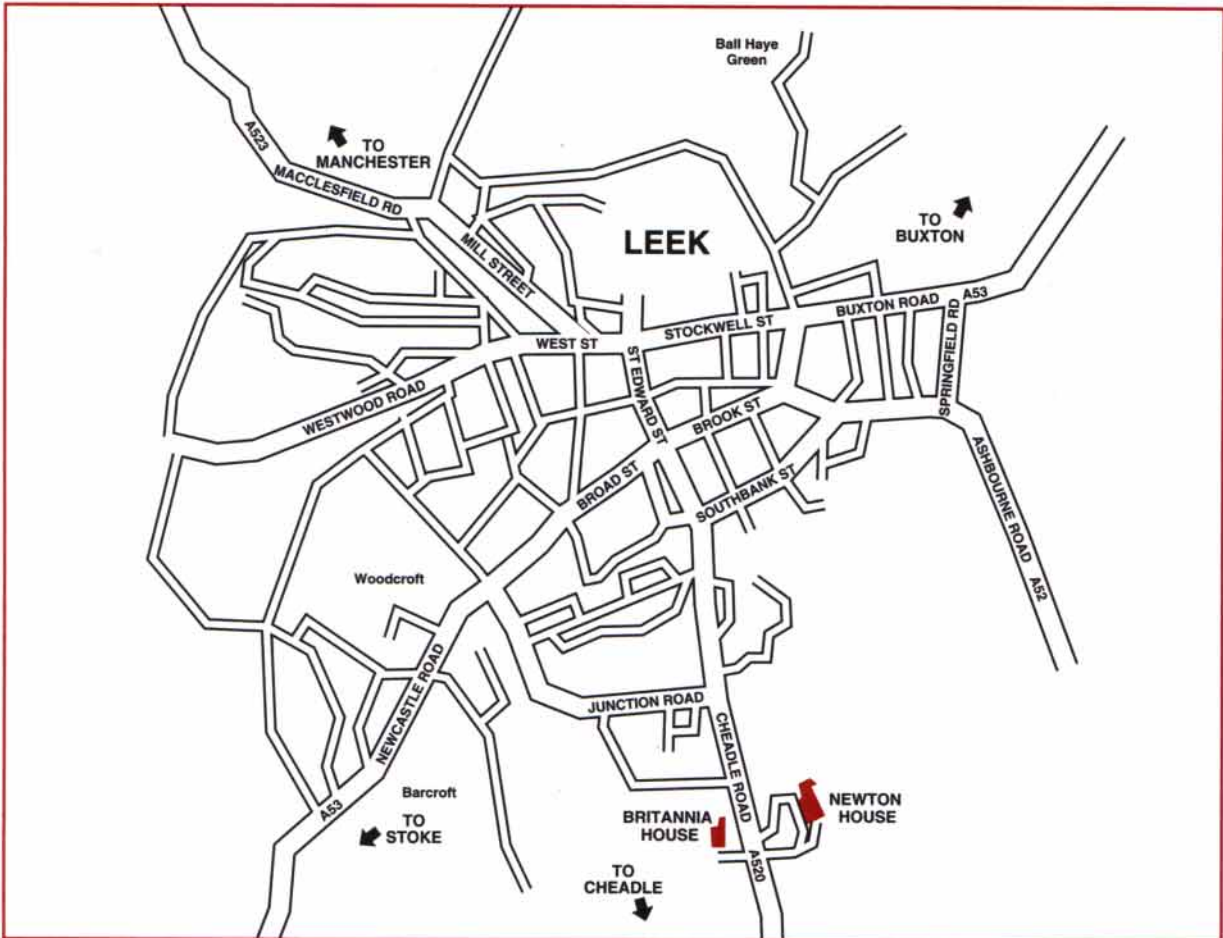 Ball Haye
Green
A523
TO
MANCHESTER
MACCLESFIELD RD
TO
BUXTON
LEEK
MILL STREET
A53
BUXTON ROAD
STOCKWELL ST
WEST ST
SPRINGFIELD RD
ST EDWARD ST
WESTWOOD ROAD
BROOK ST
BROAD ST
SOUTHBANK ST
ASHBOURNE ROAD
A52
Woodcroft
NEWCASTLE ROAD
JUNCTION ROAD
CHEADLE ROAD
Barcroft
A53
TO
STOKE
BRITANNIA
HOUSE
NEWTON
HOUSE
A520
TO
CHEADLE